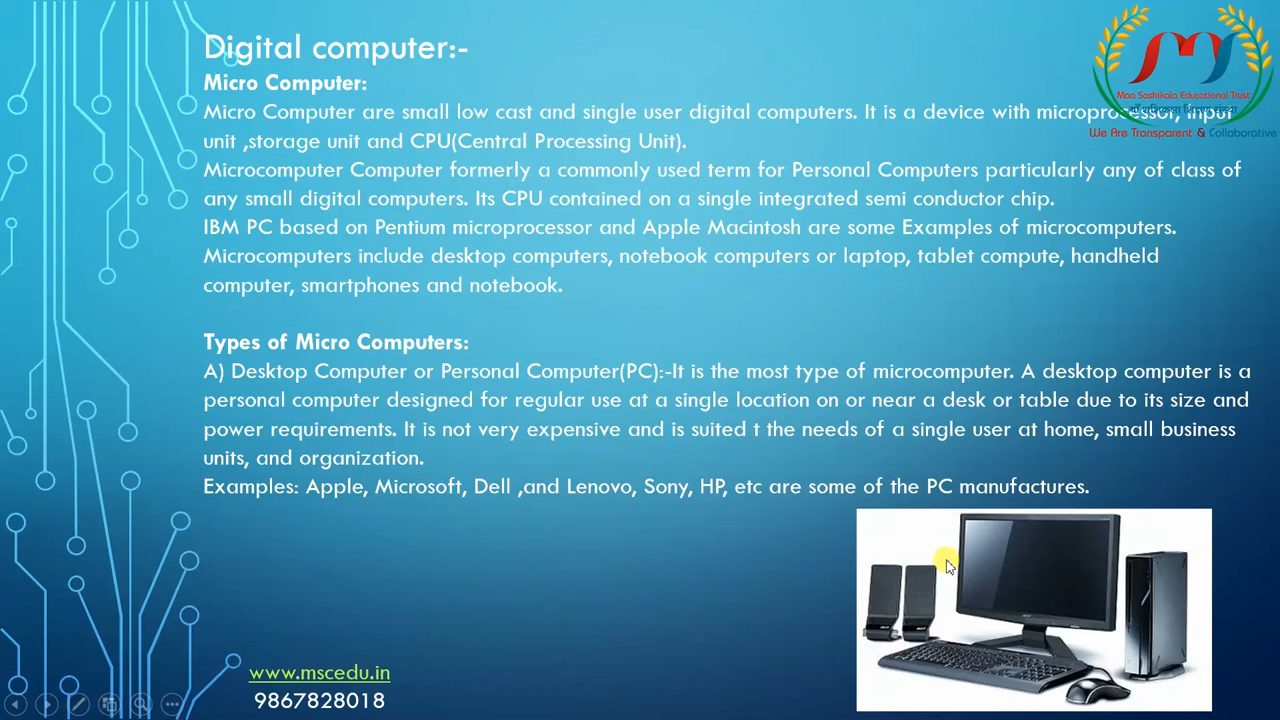 Digital computer:-
Micro Computer:
Micro Computer are small low cast and single user digital computers. It is a device with microprocessor, input
unit ,storage unit and CPU(Central Processing Unit).
Microcomputer Computer formerly a commonly used term for Personal Computers particularly any of class of
any small digital computers. Its CPU contained on a single integrated semi conductor chip.
IBM PC based on Pentium microprocessor and Apple Macintosh are some Examples of microcomputers.
Microcomputers include desktop computers, notebook computers or laptop, tablet compute, handheld
computer, smartphones and notebook.
Types of Micro Computers:
A) Desktop Computer or Personal Computer(PC):-It is the most type of microcomputer. A desktop computer is a
personal computer designed for regular use at a single location on or near a desk or table due to its size and
power requirements. It is not very expensive and is suited t the needs of a single user at home, small business
units, and organization.
Examples: Apple, Microsoft, Dell ,and Lenovo, Sony, HP, etc are some of the PC manufactures.
www.mscedu.in
9867828018
Maa Sashikala Educational Trust
We Are Transparent & Collaborative